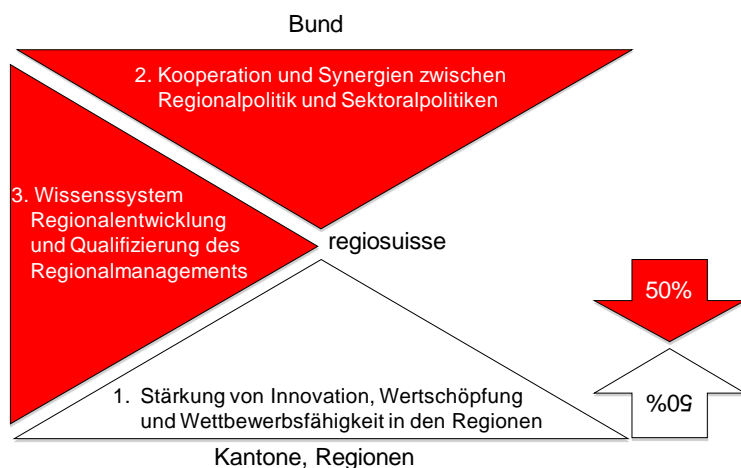 Bund
2. Kooperation und Synergien zwischen
Regionalpolitik und Sektoralpolitiken
3. Wissenssystem
Regionalentwicklung
und Qualifizierung des
Regionalmanagements
regiosuisse
50%
1. Stärkung von Innovation, Wertschöpfung
und Wettbewerbsfähigkeit in den Regionen
50%
Kantone, Regionen